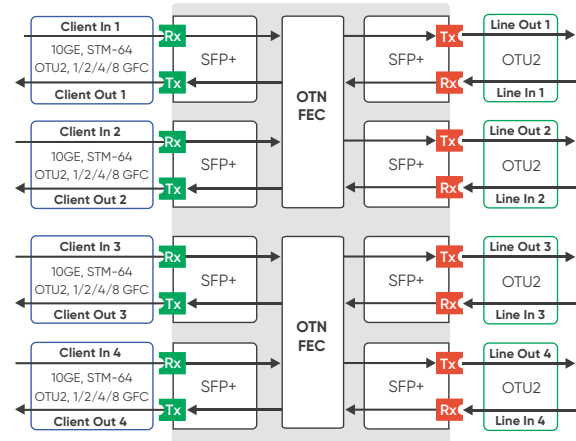 Client In 1
10GE, STM-64
OTU2, 1/2/4/8 GFC
Client Out 1
Rx
Tx
SFP+
OTN
FEC
SFP+
Tx
Rx
Line Out 1
OTU2
Line In 1
Client In 2
10GE, STM-64
OTU2, 1/2/4/8 GFC
Client Out 2
Rx
Tx
SFP+
SFP+
Tx
Rx
Line Out 2
OTU2
Line In 2
Client In 3
10GE, STM-64
OTU2, 1/2/4/8 GFC
Client Out 3
Rx
Tx
SFP+
OTN
FEC
SFP+
Tx
Rx
Line Out 3
OTU2
Line In 3
Client In 4
10GE, STM-64
OTU2, 1/2/4/8 GFC
Client Out 4
Rx
Tx
SFP+
SFP+
Tx
Rx
Line Out 4
OTU2
Line In 4